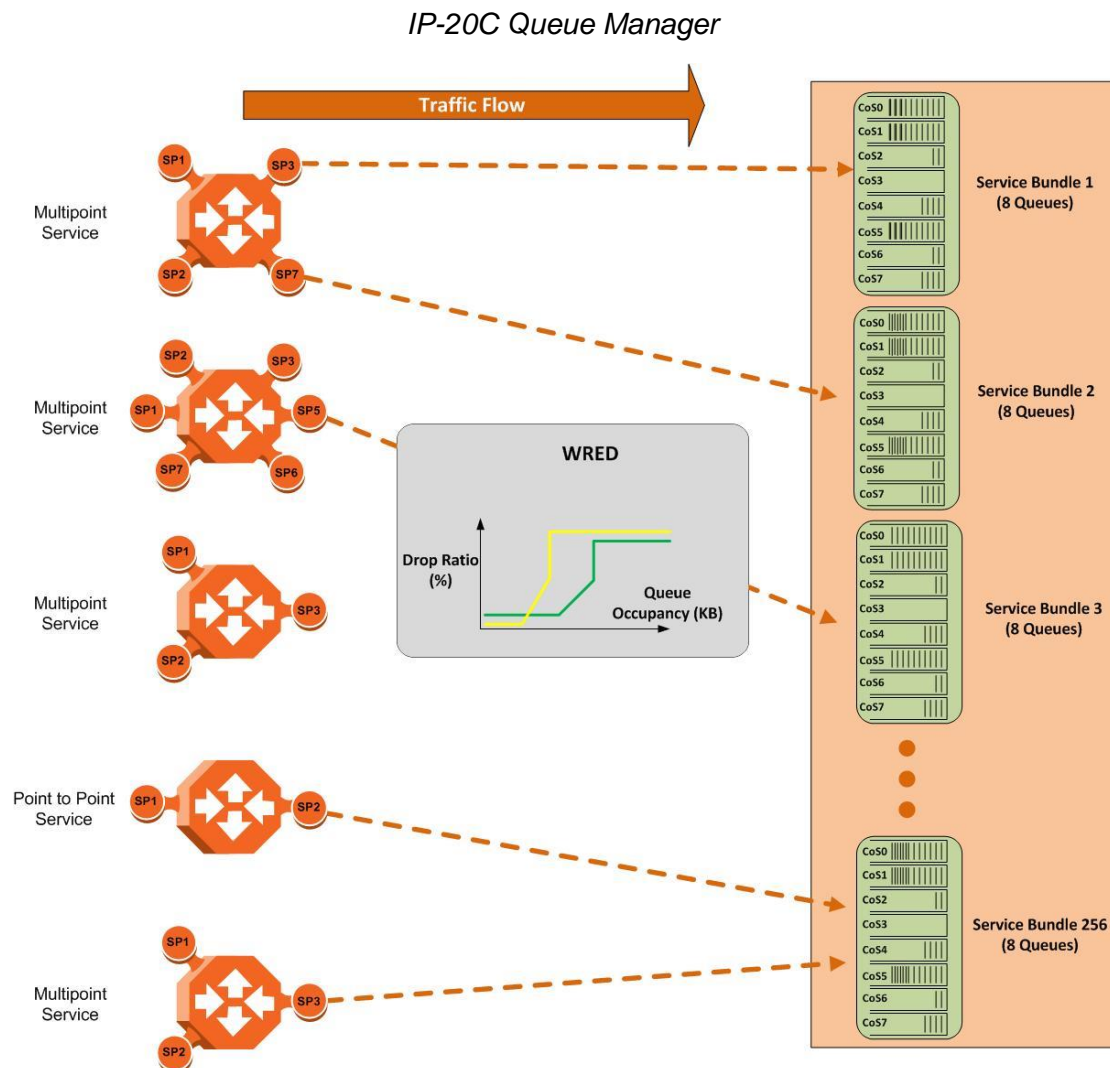 IP-20C Queue Manager
Traffic Flow
SP1
SP3
Multipoint
Service
SP2
SP7
CoS0
CoS1
CoS2
CoS3
CoS4
CoS5
CoS6
CoS7
Service Bundle 1
(8 Queues)
SP2
SP3
Multipoint
Service
SP1
SP5
SP7
SP6
CoS0
CoS1
CoS2
CoS3
CoS4
CoS5
CoS6
CoS7
Service Bundle 2
(8 Queues)
WRED
Drop Ratio
(%)
Queue
Occupancy (KB)
SP1
Multipoint
Service
SP3
SP2
CoS0
CoS1
CoS2
CoS3
CoS4
CoS5
CoS6
CoS7
Service Bundle 3
(8 Queues)
Point to Point
Service
SP1
SP2
CoS0
CoS1
CoS2
CoS3
CoS4
CoS5
CoS6
CoS7
Service Bundle 256
(8 Queues)
SP1
Multipoint
Service
SP3
SP2